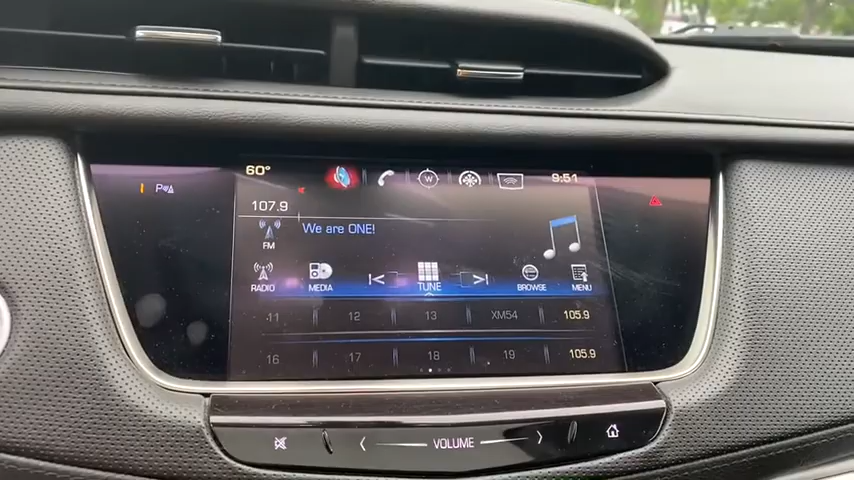 60° W 9:51
P
107.9
We are ONE!
FM
RADIO MEDIA TUNE BROWSE MENU
11 12 13 XM54 105.9
16 17 18 19 105.9
VOLUME